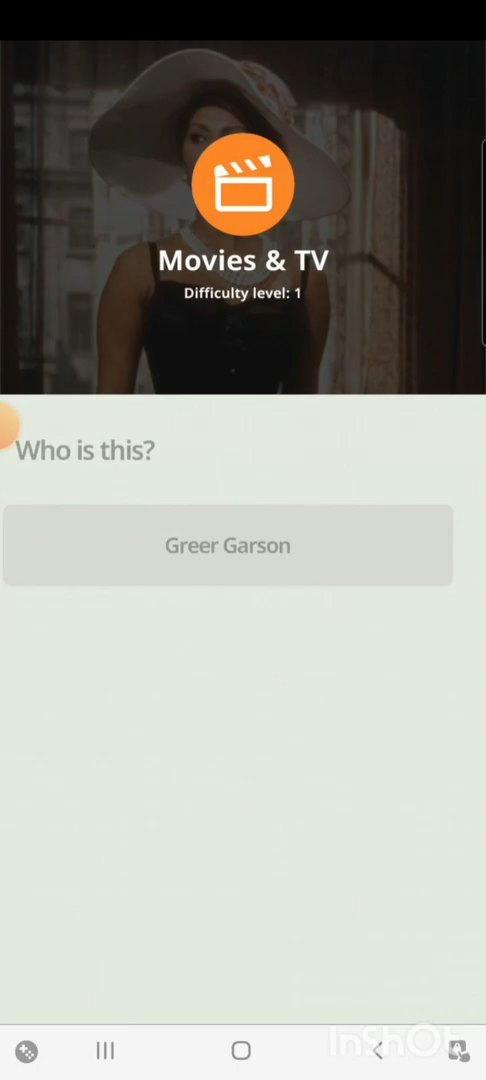 Movies & TV
Difficulty level: 1
Who is this?
Greer Garson
InShOt